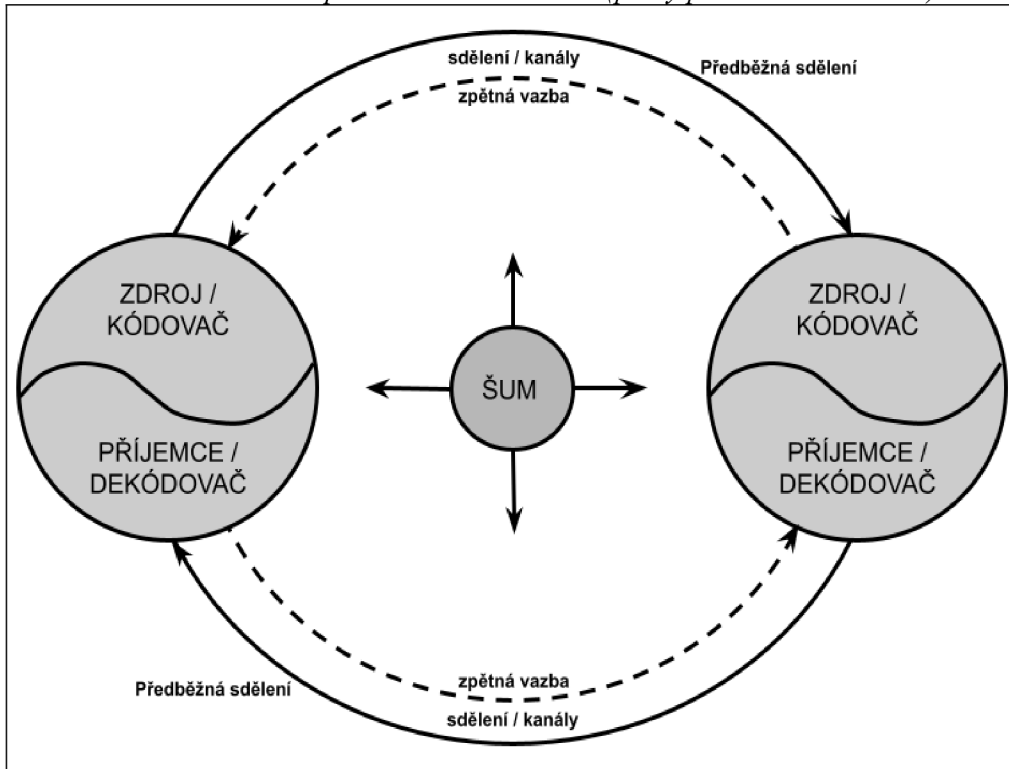 sdělení / kanály
Předběžná sdělení
zpětná vazba
ZDROJ /
KÓDOVAČ
PŘÍJEMCE /
DEKÓDOVAČ
ŠUM
ZDROJ /
KÓDOVAČ
PŘÍJEMCE /
DEKÓDOVAČ
zpětná vazba
Předběžná sdělení
sdělení / kanály